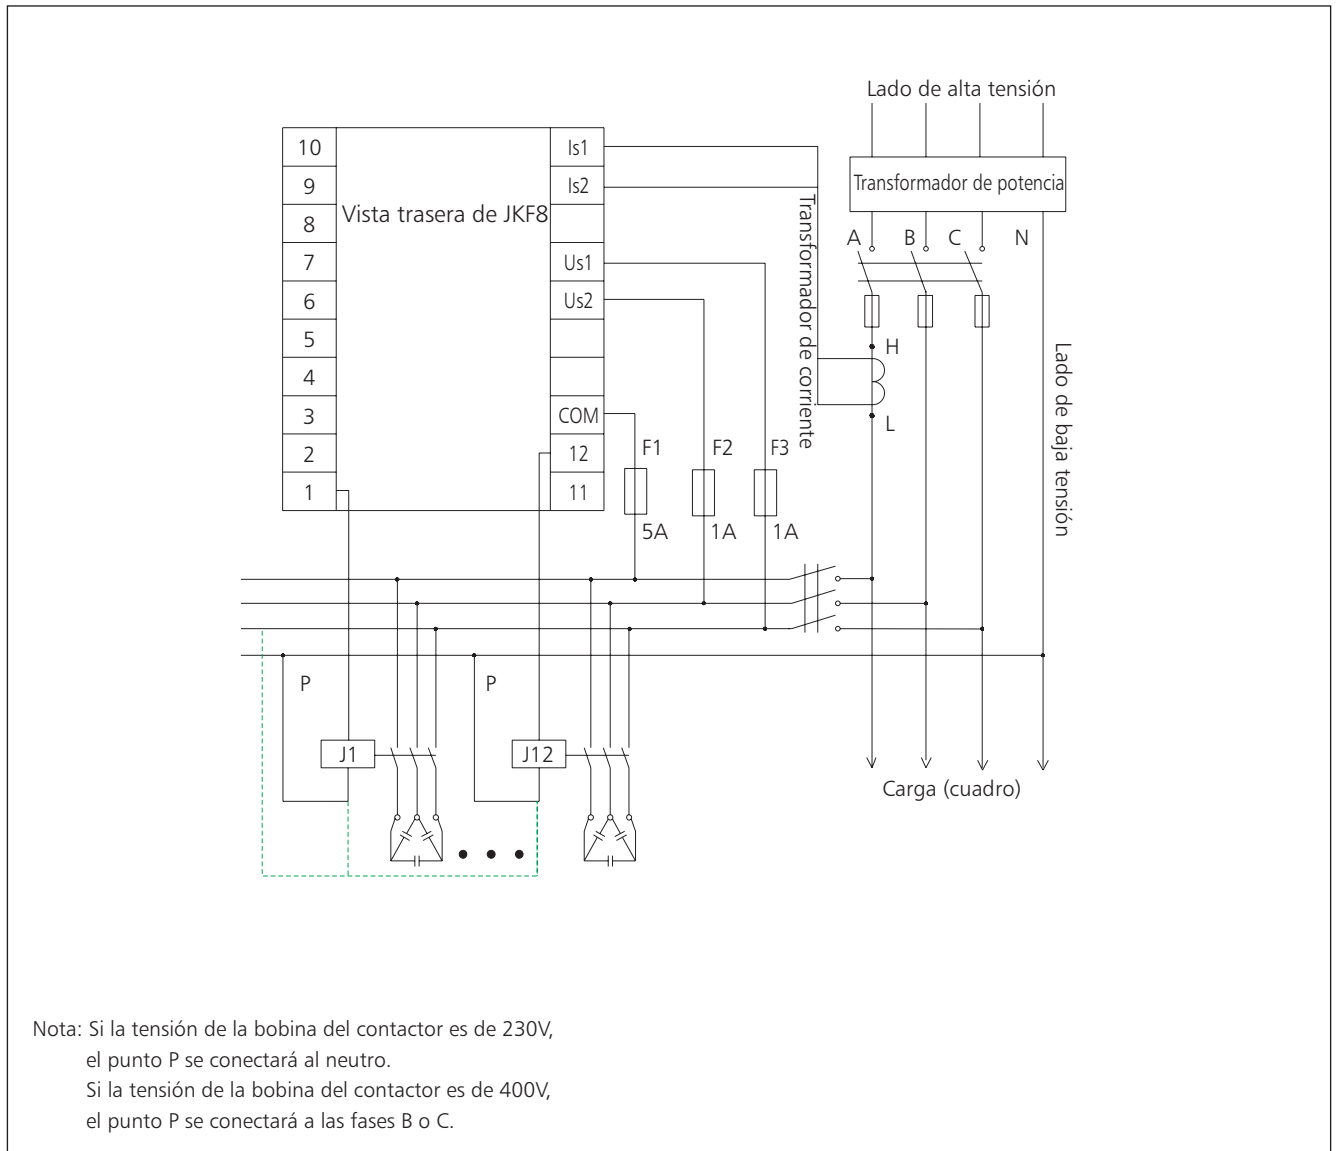 Lado de alta tensión
10
9
8
7
6
5
4
3
2
1
Vista trasera de JKF8
Is1
Is2
Us1
Us2
COM
12
11
Transformador de corriente
Transformador de potencia
A B C N
H
L
Lado de baja tensión
F1 F2 F3
5A 1A 1A
P P
J1 J12
Carga (cuadro)
Nota: Si la tensión de la bobina del contactor es de 230V,
el punto P se conectará al neutro.
Si la tensión de la bobina del contactor es de 400V,
el punto P se conectará a las fases B o C.